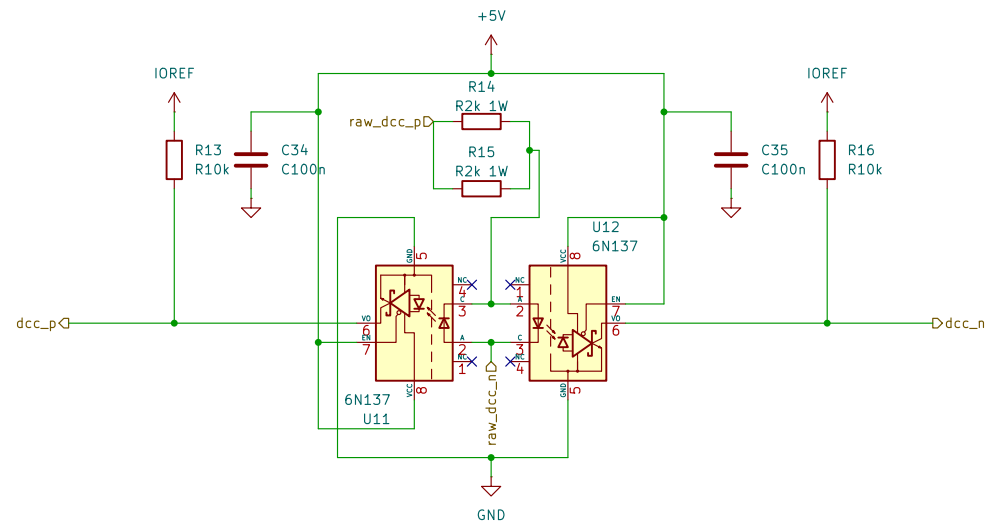 +5V
IOREF
IOREF
R14
R2k 1W
raw_dcc_p
R13
R10k
C34
C100n
R15
R2k 1W
C35
C100n
R16
R10k
U12
6N137
GND
5
VCC
8
NC
4
NC
1
C
3
A
2
EN
7
dcc_p
VO
6
VO
6
dcc_n
EN
7
A
2
C
3
NC
1
NC
4
VCC
8
GND
5
6N137
U11
raw_dcc_n
GND